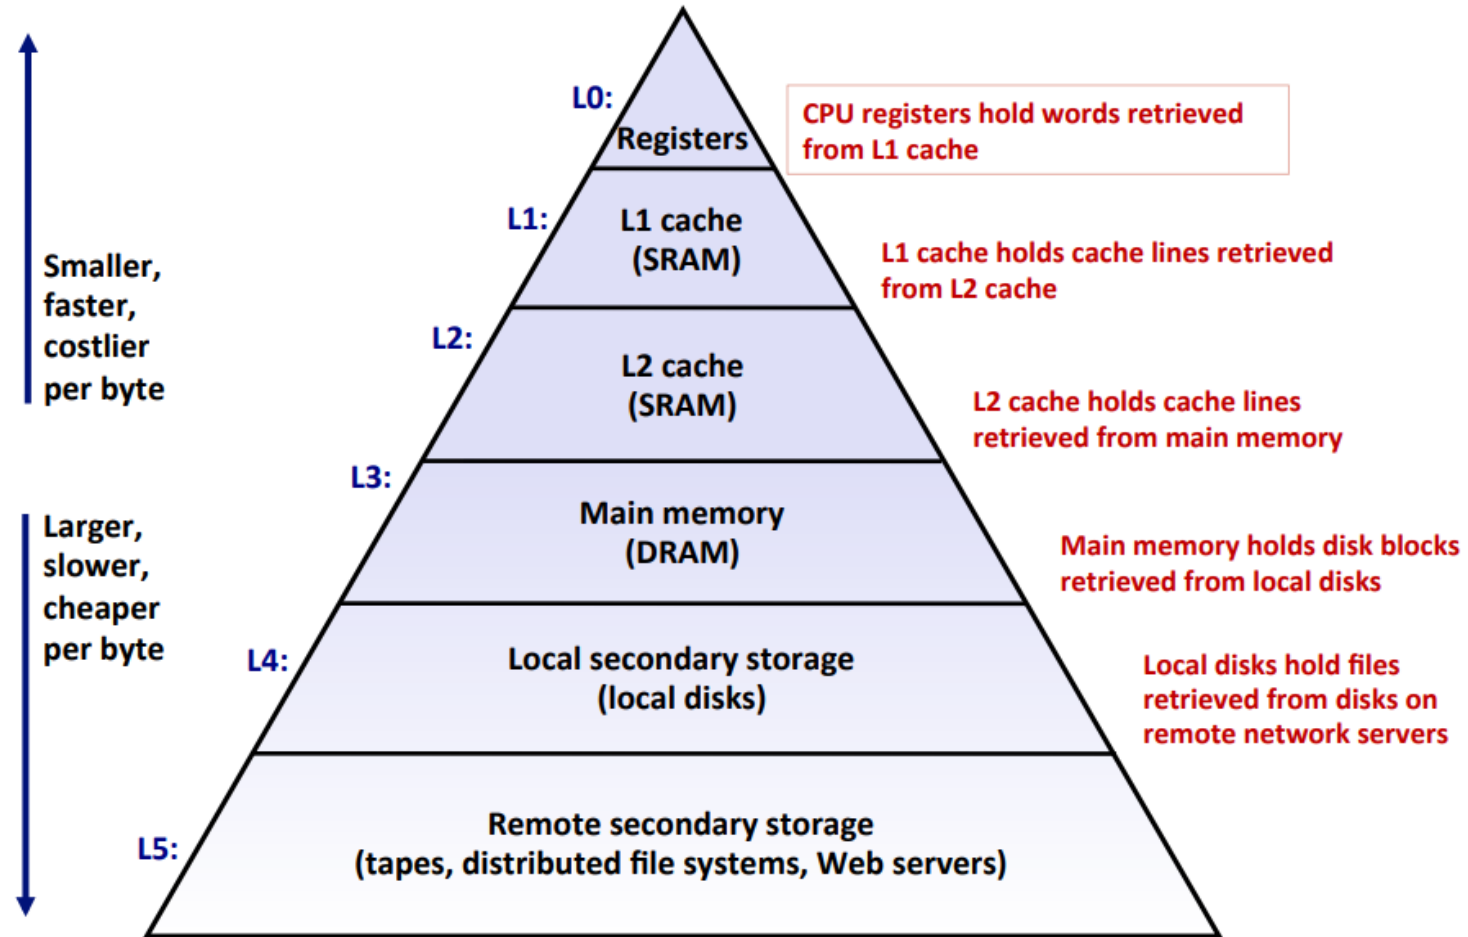 L0:
Registers
CPU registers hold words retrieved
from L1 cache
L1:
L1 cache
(SRAM)
L1 cache holds cache lines retrieved
from L2 cache
Smaller,
faster,
costlier
per byte
L2:
L2 cache
(SRAM)
L2 cache holds cache lines
retrieved from main memory
L3:
Main memory
(DRAM)
Larger,
slower,
cheaper
per byte
Main memory holds disk blocks
retrieved from local disks
L4:
Local secondary storage
(local disks)
Local disks hold files
retrieved from disks on
remote network servers
L5:
Remote secondary storage
(tapes, distributed file systems, Web servers)